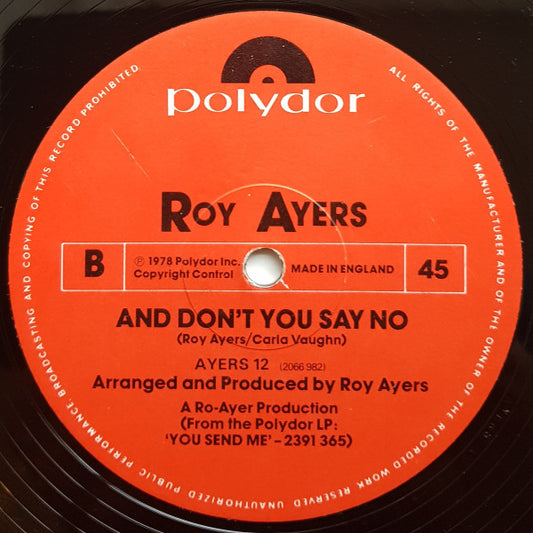 polydor
ROY AYERS
B
℗ 1978 Polydor Inc.
Copyright Control
MADE IN ENGLAND
45
AND DON'T YOU SAY NO
(Roy Ayers/Carla Vaughn)
AYERS 12 (2066 982)
Arranged and Produced by Roy Ayers
A Ro-Ayer Production
(From the Polydor LP:
'YOU SEND ME' – 2391 365)
ALL RIGHTS OF THE MANUFACTURER AND OF THE OWNER OF THE RECORDED WORK RESERVED UNAUTHORIZED PUBLIC PERFORMANCE BROADCASTING AND COPYING OF THIS RECORD PROHIBITED